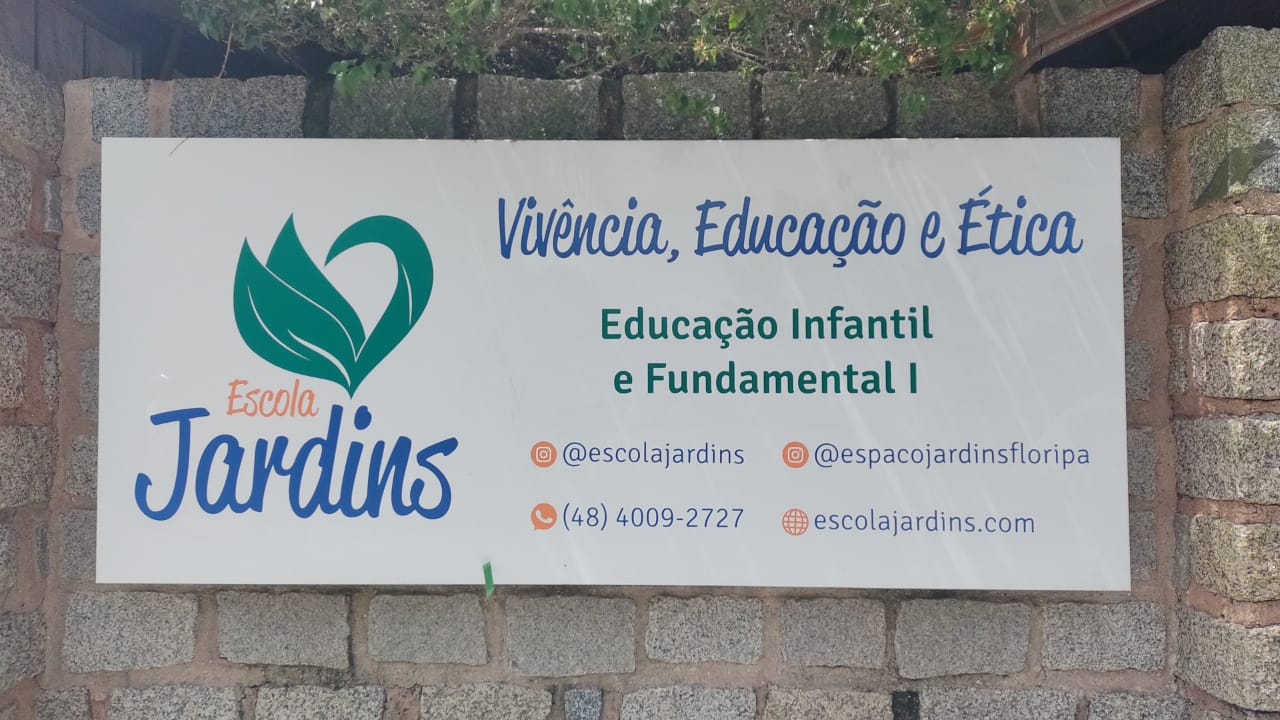 Escola
Jardins
Vivência, Educação e Ética
Educação Infantil
e Fundamental I
@escolajardins
@espacojardinsfloripa
(48) 4009-2727
escolajardins.com